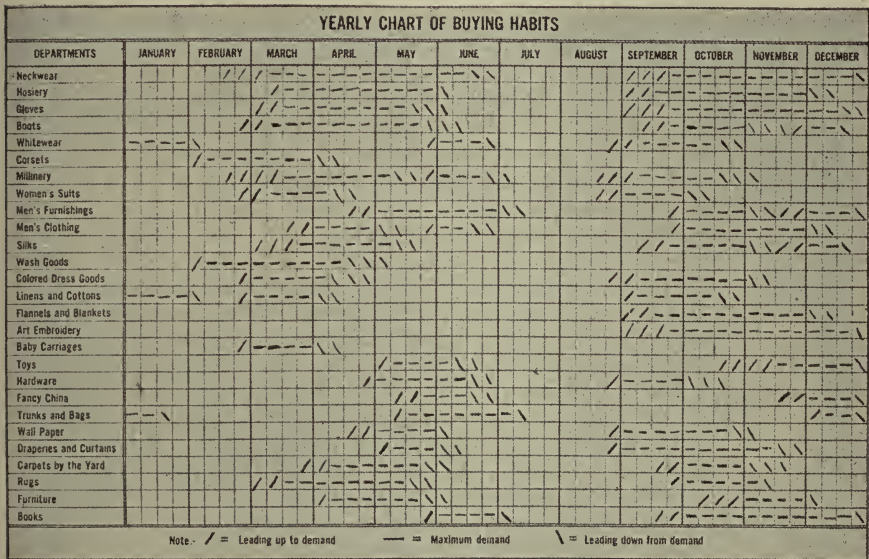 YEARLY CHART OF BUYING HABITS
DEPARTMENTS JANUARY FEBRUARY MARCH APRIL MAY JUNE JULY AUGUST SEPTEMBER OCTOBER NOVEMBER DECEMBER
Neckwear
Hosiery
Gloves
Boots
Whitewear
Corsets
Millinery
Women's Suits
Men's Furnishings
Men's Clothing
Silks
Wash Goods
Colored Dress Goods
Linens and Cottons
Flannels and Blankets
Art Embroidery
Baby Carriages
Toys
Hardware
Fancy China
Trunks and Bags
Wall Paper
Draperies and Curtains
Carpets by the Yard
Rugs
Furniture
Books
Note.- / = Leading up to demand — = Maximum demand \ = Leading down from demand